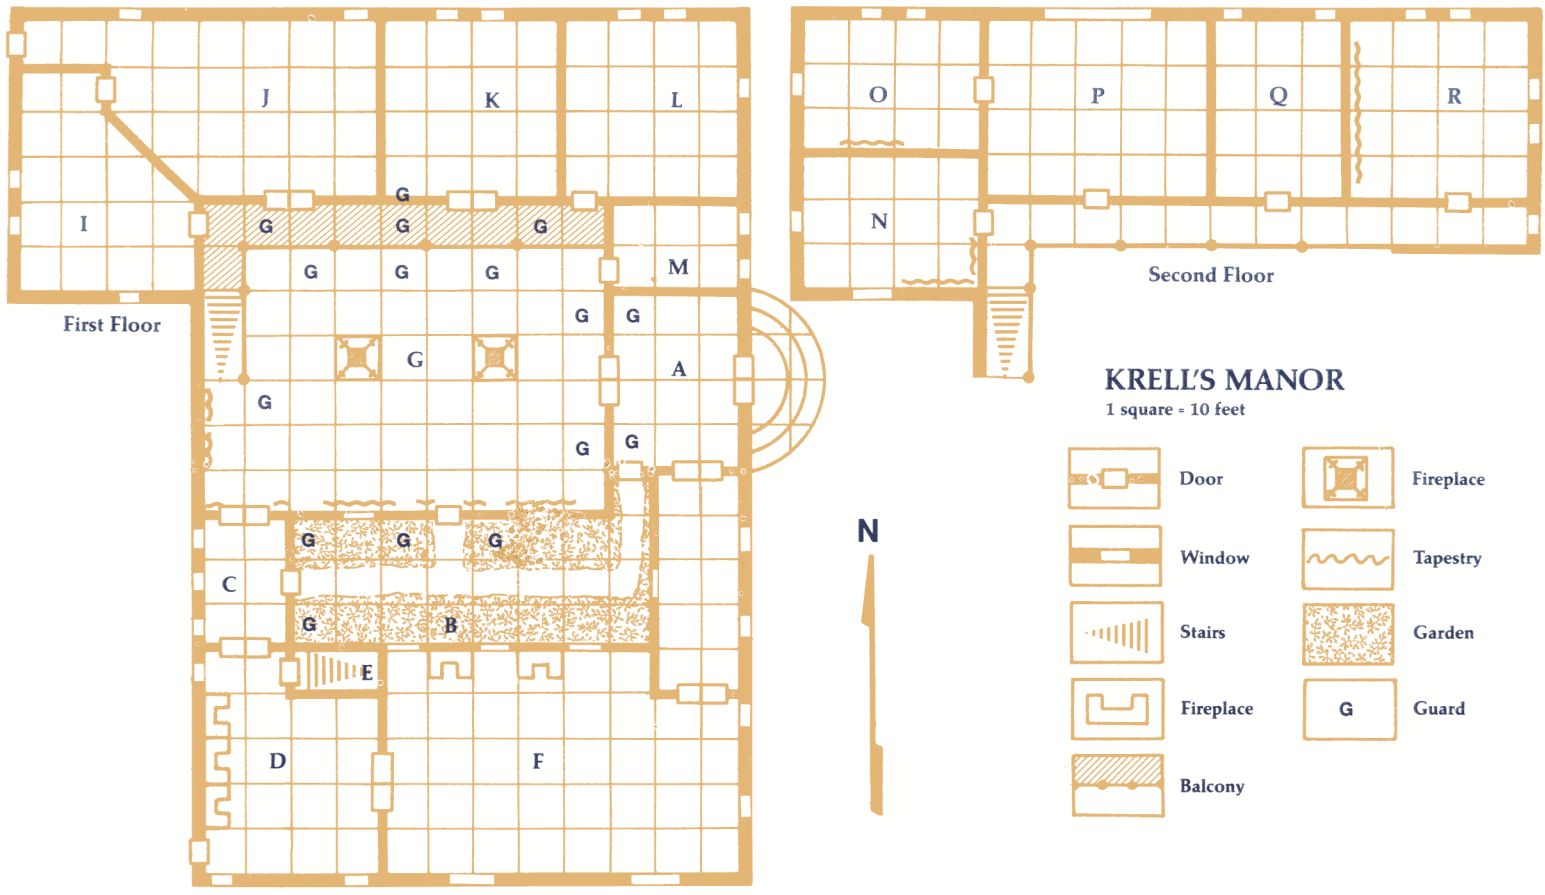 J
K
L
O
P
Q
R
G
I
G
G
G
N
M
G
G
G
Second Floor
First Floor
G
G
G
A
KRELL'S MANOR
1 square = 10 feet
G
G
G
Door
Fireplace
N
G
G
G
Window
Tapestry
C
G
B
Stairs
Garden
E
Fireplace
G
Guard
D
F
Balcony